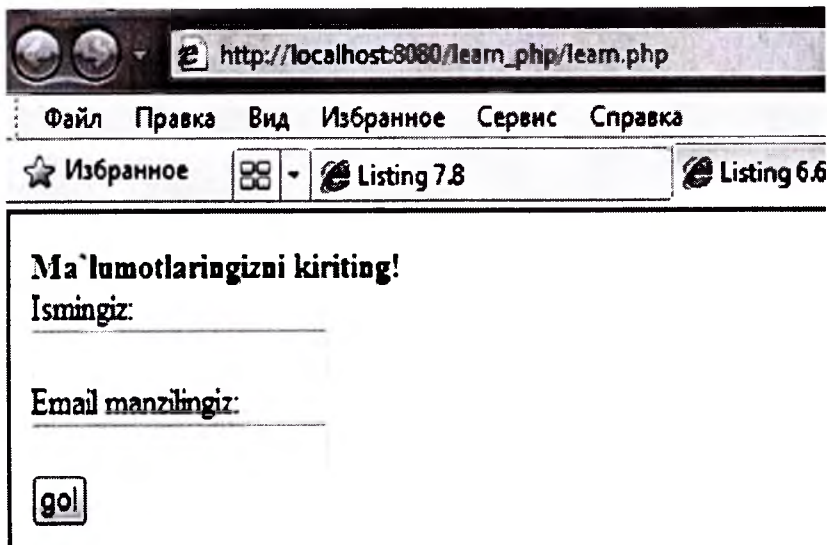 http://localhost:8080/learn_php/learn.php
Файл Правка Вид Избранное Сервис Справка
Избранное Listing 7.8 Listing 6.6
Ma`lumotlaringizni kiriting!
Ismingiz:
Email manzilingiz:
go!